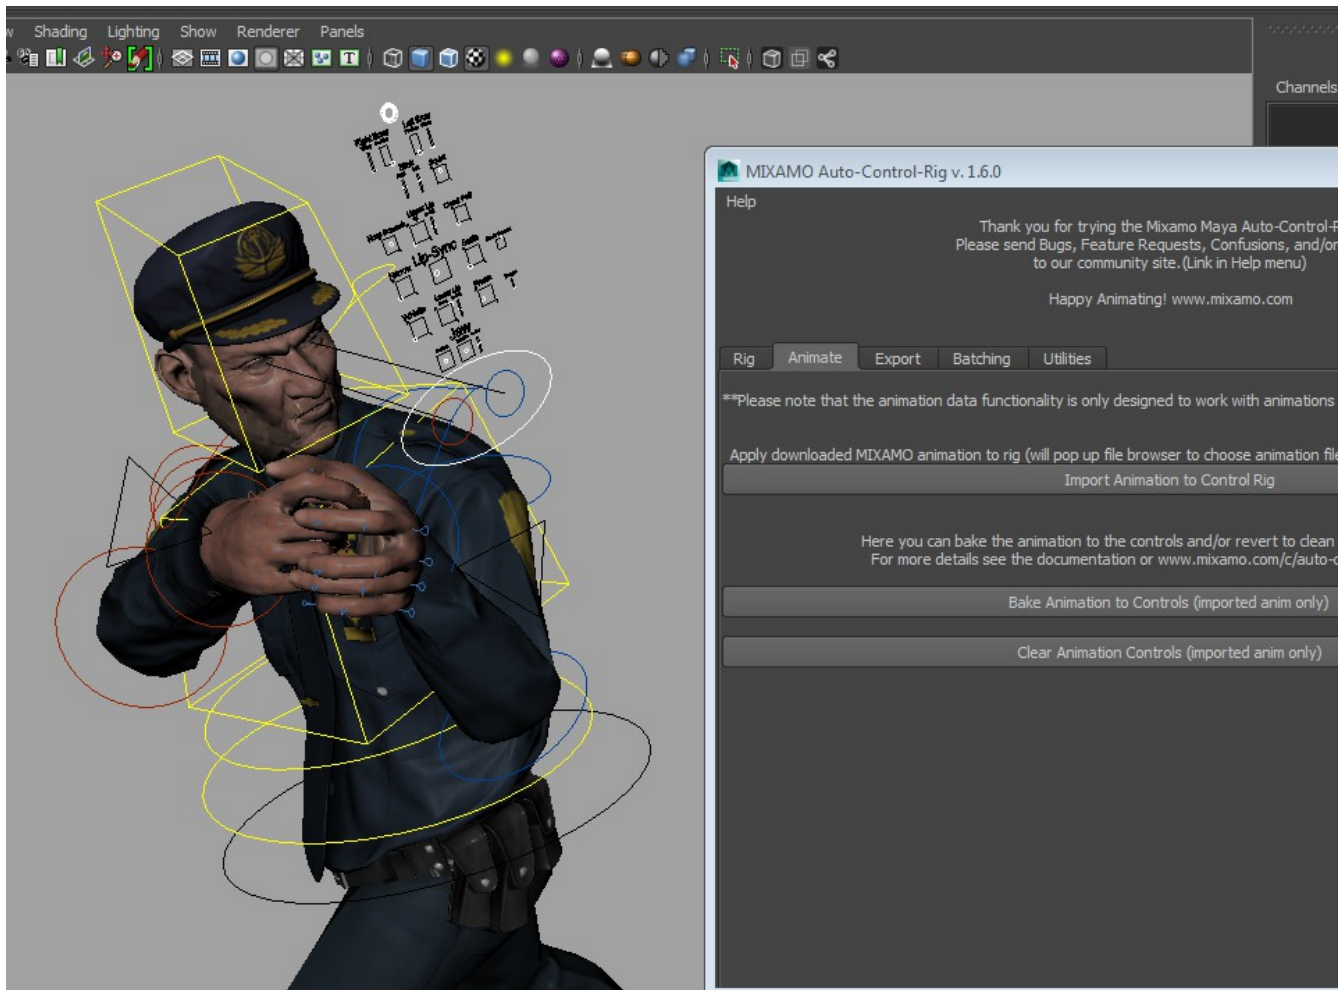 Shading Lighting Show Renderer Panels
T
Channels
MIXAMO Auto-Control-Rig v. 1.6.0
Help
Thank you for trying the Mixamo Maya Auto-Control-R
Please send Bugs, Feature Requests, Confusions, and/or
to our community site.(Link in Help menu)
Happy Animating! www.mixamo.com
Rig Animate Export Batching Utilities
**Please note that the animation data functionality is only designed to work with animations
Apply downloaded MIXAMO animation to rig (will pop up file browser to choose animation file
Import Animation to Control Rig
Here you can bake the animation to the controls and/or revert to clean
For more details see the documentation or www.mixamo.com/c/auto-c
Bake Animation to Controls (imported anim only)
Clear Animation Controls (imported anim only)
Lip-Sync
Jaw